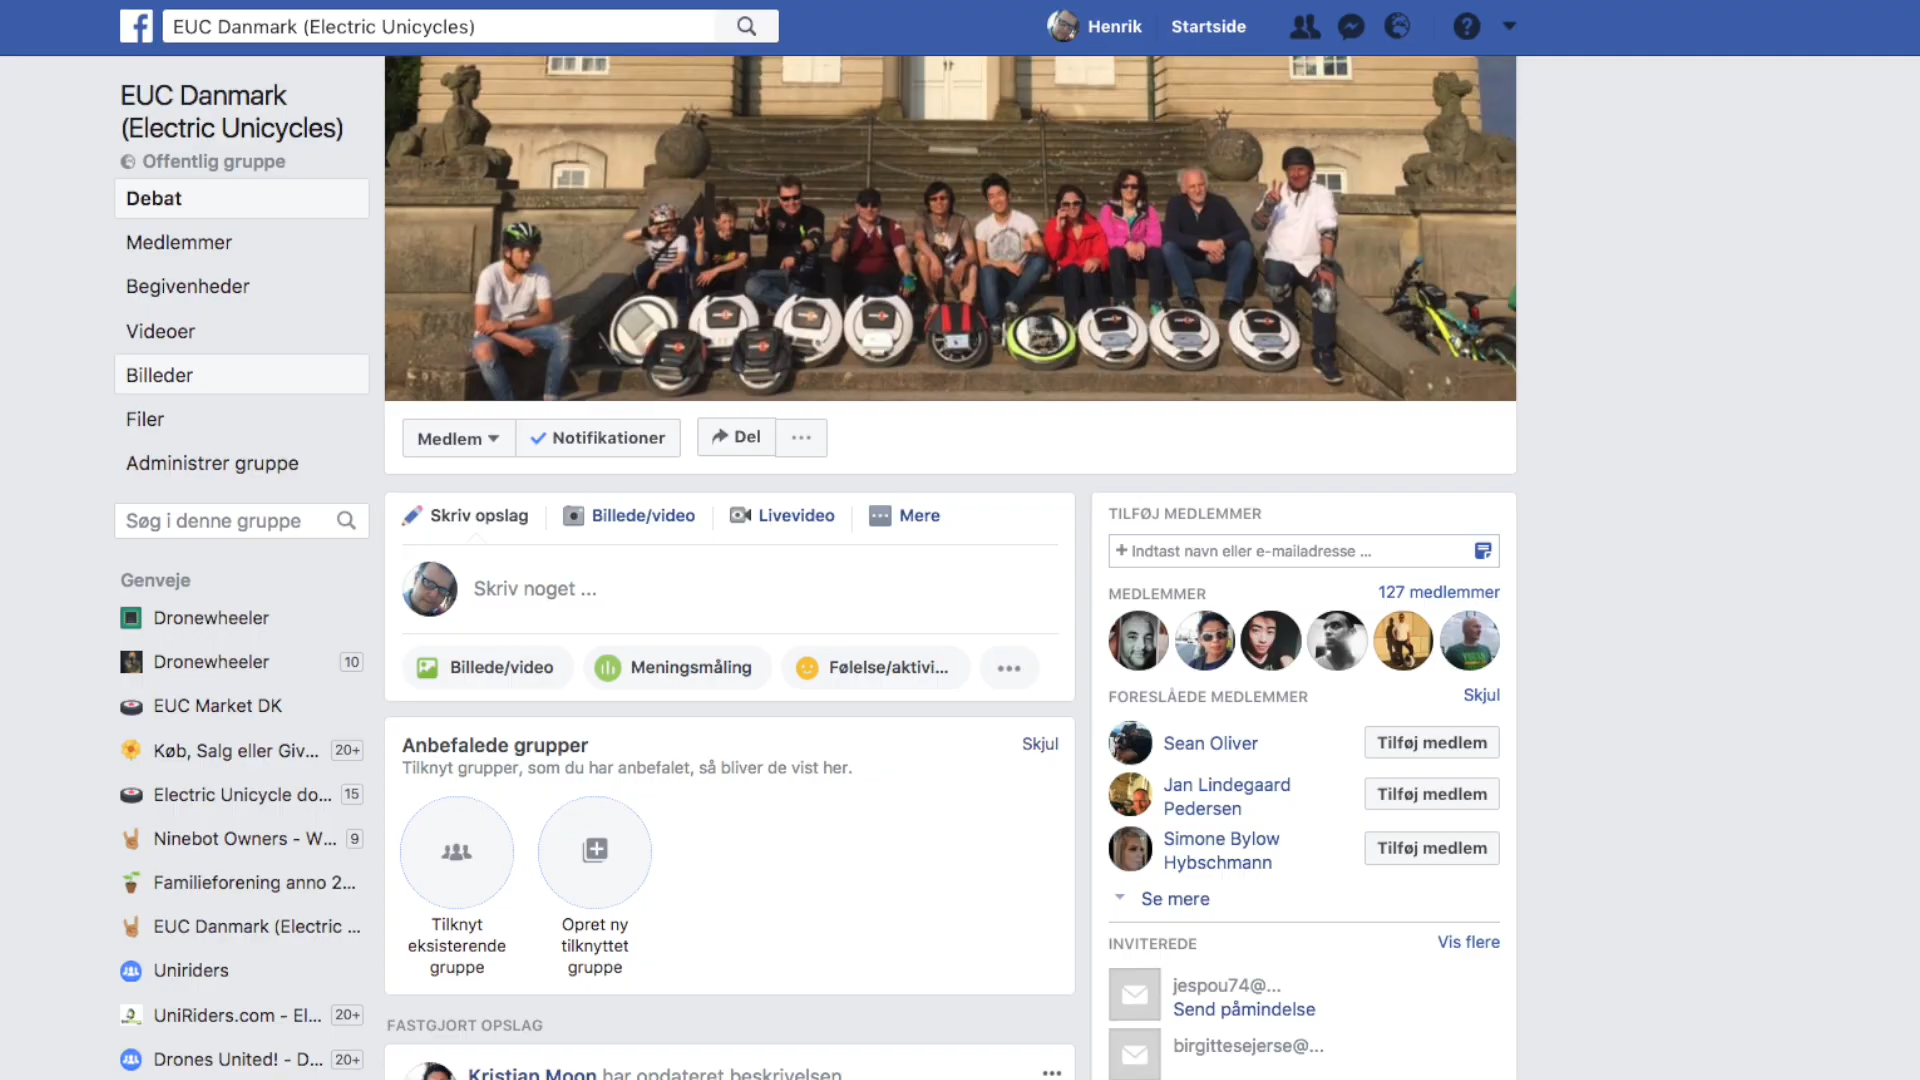 EUC Danmark (Electric Unicycles)
Henrik
Startside
EUC Danmark
(Electric Unicycles)
Offentlig gruppe
Debat
Medlemmer
Begivenheder
Videoer
Billeder
Filer
Administrer gruppe
Søg i denne gruppe
Genveje
Dronewheeler
Dronewheeler 10
EUC Market DK
Køb, Salg eller Giv... 20+
Electric Unicycle do... 15
Ninebot Owners - W... 9
Familieforening anno 2...
EUC Danmark (Electric ...
Uniriders
UniRiders.com - El... 20+
Drones United! - D... 20+
Medlem
Notifikationer
Del
Skriv opslag
Billede/video
Livevideo
Mere
Skriv noget ...
Billede/video
Meningsmåling
Følelse/aktivi...
Anbefalede grupper
Skjul
Tilknyt grupper, som du har anbefalet, så bliver de vist her.
Tilknyt
eksisterende
gruppe
Opret ny
tilknyttet
gruppe
FASTGJORT OPSLAG
Kristian Moon har opdateret beskrivelsen
TILFØJ MEDLEMMER
+ Indtast navn eller e-mailadresse ...
MEDLEMMER
127 medlemmer
FORESLÅEDE MEDLEMMER
Skjul
Sean Oliver
Tilføj medlem
Jan Lindegaard
Pedersen
Tilføj medlem
Simone Bylow
Hybschmann
Tilføj medlem
Se mere
INVITEREDE
Vis flere
jespou74@...
Send påmindelse
birgittesejerse@...